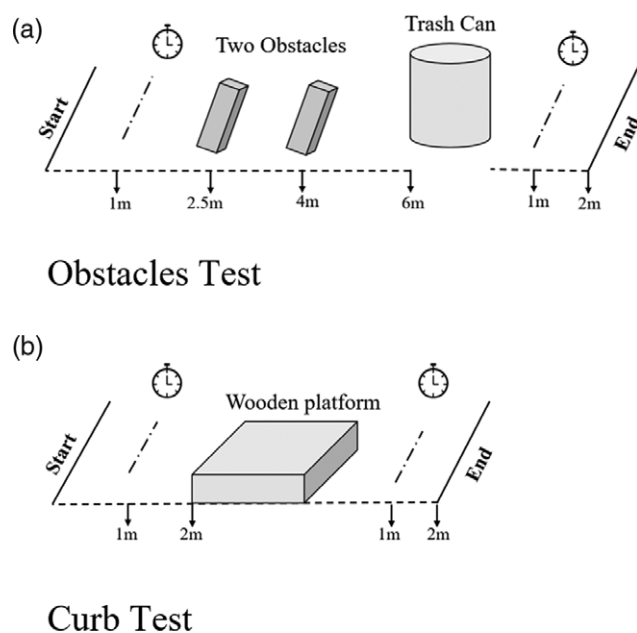 (a)
Trash Can
Two Obstacles
Start
End
1m
2.5m
4m
6m
1m
2m
Obstacles Test
(b)
Wooden platform
Start
End
1m
2m
1m
2m
Curb Test